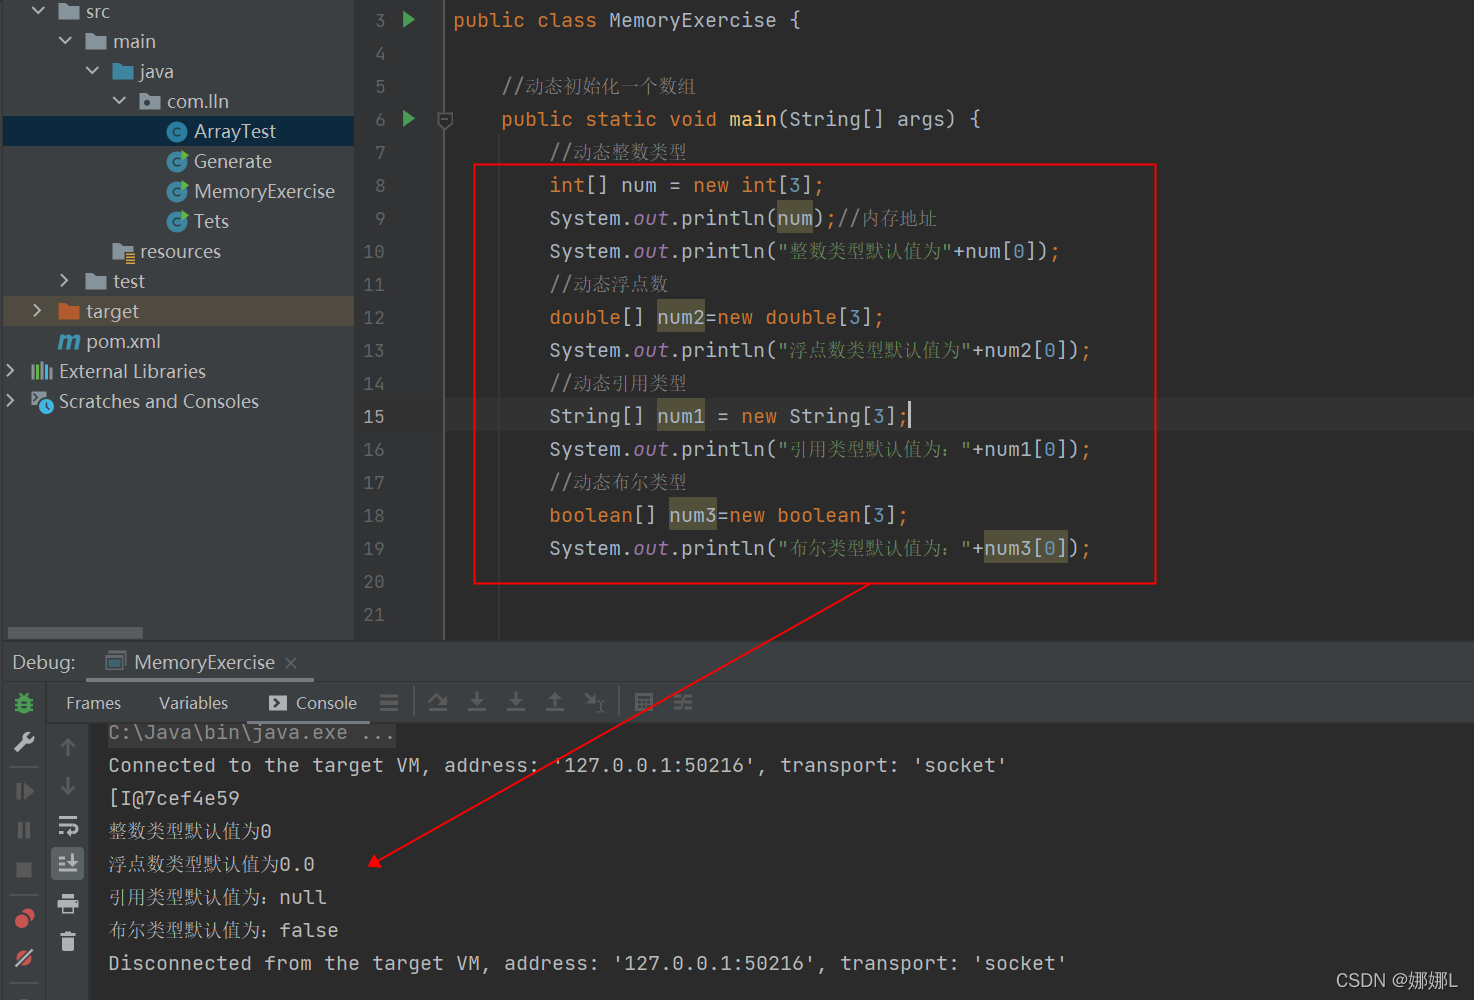 src
main
java
com.lln
ArrayTest
Generate
MemoryExercise
Tets
resources
test
target
pom.xml
External Libraries
Scratches and Consoles
3 public class MemoryExercise {
4
5 //动态初始化一个数组
6 public static void main(String[] args) {
7 //动态整数类型
8 int[] num = new int[3];
9 System.out.println(num);//内存地址
10 System.out.println("整数类型默认值为"+num[0]);
11 //动态浮点数
12 double[] num2=new double[3];
13 System.out.println("浮点数类型默认值为"+num2[0]);
14 //动态引用类型
15 String[] num1 = new String[3];
16 System.out.println("引用类型默认值为："+num1[0]);
17 //动态布尔类型
18 boolean[] num3=new boolean[3];
19 System.out.println("布尔类型默认值为："+num3[0]);
20
21
Debug: MemoryExercise
Frames Variables Console
C:\Java\bin\java.exe ...
Connected to the target VM, address: '127.0.0.1:50216', transport: 'socket'
[I@7cef4e59
整数类型默认值为0
浮点数类型默认值为0.0
引用类型默认值为：null
布尔类型默认值为：false
Disconnected from the target VM, address: '127.0.0.1:50216', transport: 'socket'
CSDN @娜娜L